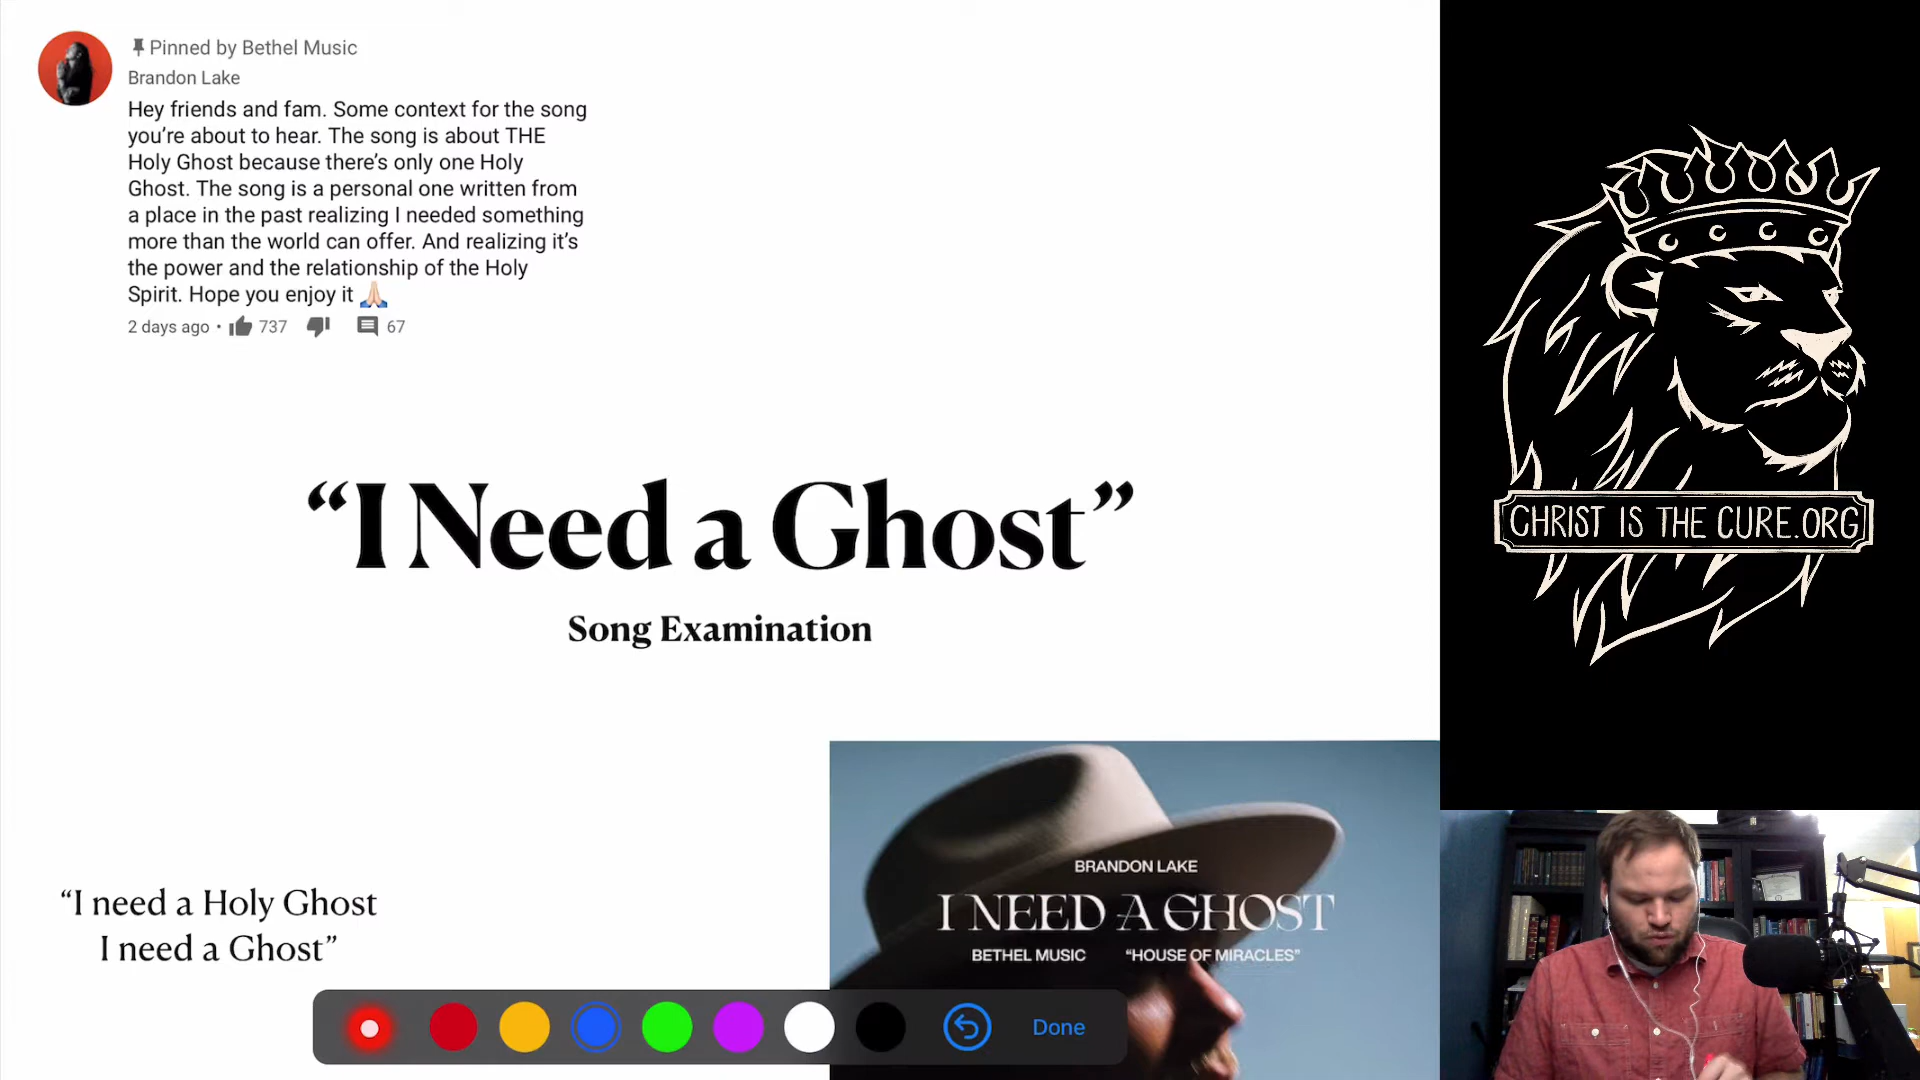 Pinned by Bethel Music
Brandon Lake
Hey friends and fam. Some context for the song
you’re about to hear. The song is about THE
Holy Ghost because there’s only one Holy
Ghost. The song is a personal one written from
a place in the past realizing I needed something
more than the world can offer. And realizing it’s
the power and the relationship of the Holy
Spirit. Hope you enjoy it 🙏🏻
2 days ago • 737 67
“I Need a Ghost”
Song Examination
“I need a Holy Ghost
I need a Ghost”
BRANDON LAKE
I NEED A GHOST
BETHEL MUSIC “HOUSE OF MIRACLES”
Done
CHRIST IS THE CURE.ORG